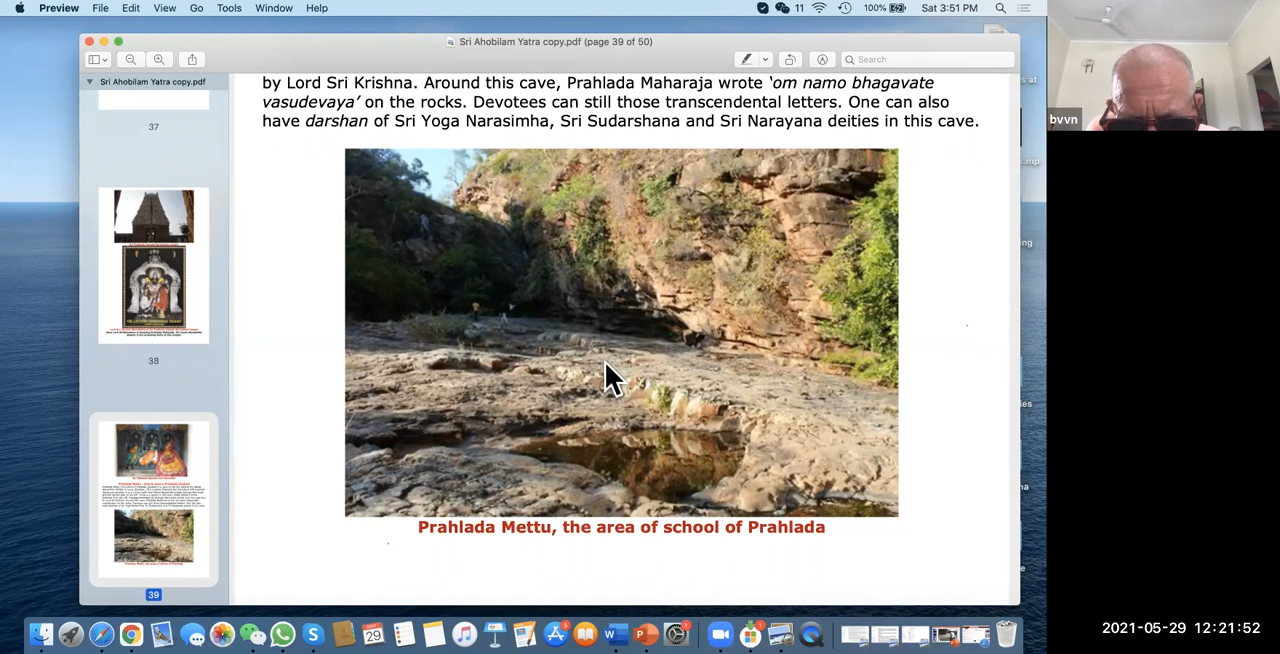 Preview File Edit View Go Tools Window Help
11 100% Sat 3:51 PM
Sri Ahobilam Yatra copy.pdf (page 39 of 50)
Search
Sri Ahobilam Yatra copy.pdf
37
38
39
by Lord Sri Krishna. Around this cave, Prahlada Maharaja wrote ‘om namo bhagavate
vasudevaya’ on the rocks. Devotees can still those transcendental letters. One can also
have darshan of Sri Yoga Narasimha, Sri Sudarshana and Sri Narayana deities in this cave.
Prahlada Mettu, the area of school of Prahlada
bvvn
2021-05-29 12:21:52